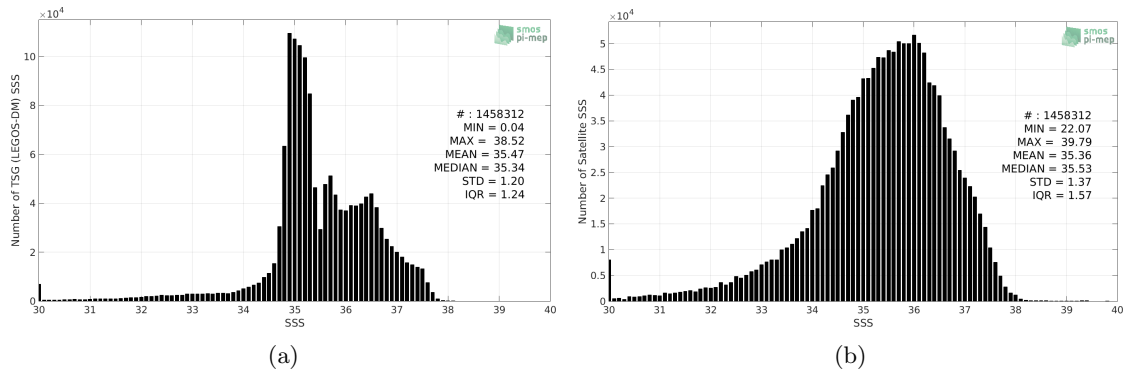 ×10⁴
10
8
6
4
2
0
Number of TSG (LEGOS-DM) SSS
30 31 32 33 34 35 36 37 38 39 40
SSS
smos
pi-mep
# : 1458312
MIN = 0.04
MAX = 38.52
MEAN = 35.47
MEDIAN = 35.34
STD = 1.20
IQR = 1.24
(a)
×10⁴
5
4.5
4
3.5
3
2.5
2
1.5
1
0.5
0
Number of Satellite SSS
30 31 32 33 34 35 36 37 38 39 40
SSS
smos
pi-mep
# : 1458312
MIN = 22.07
MAX = 39.79
MEAN = 35.36
MEDIAN = 35.53
STD = 1.37
IQR = 1.57
(b)